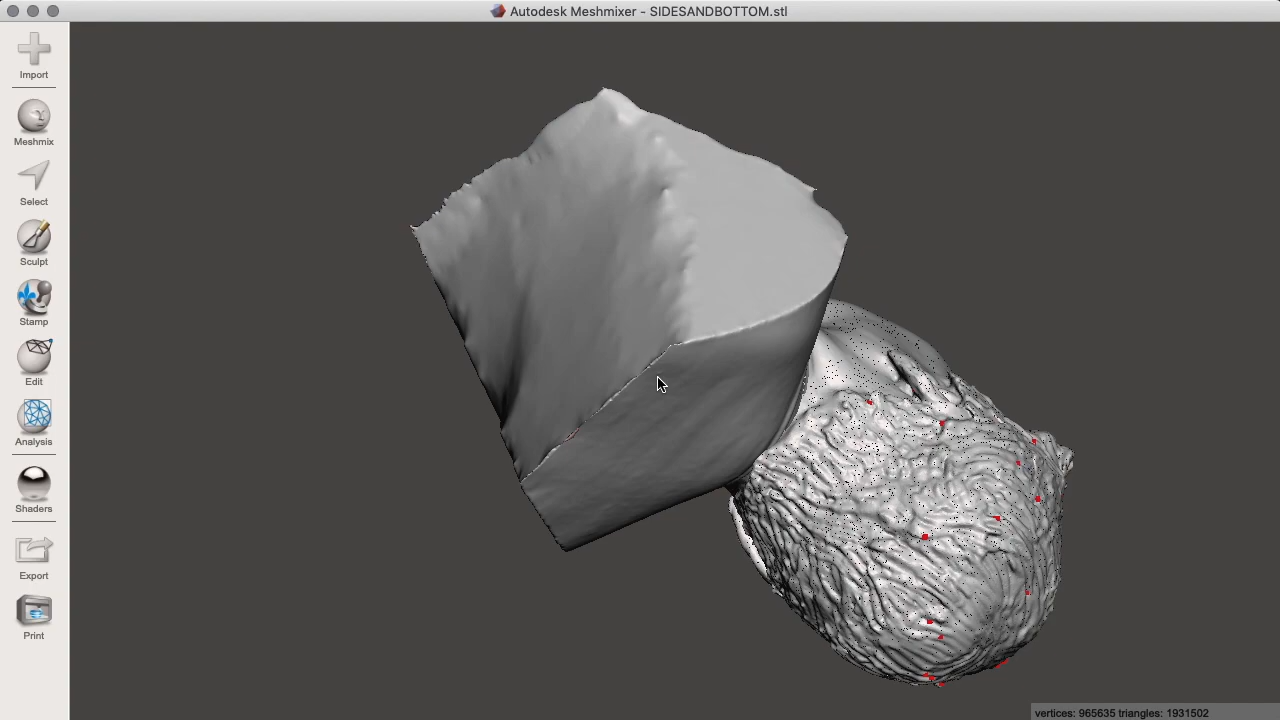 Autodesk Meshmixer - SIDESANDBOTTOM.stl
Import
Meshmix
Select
Sculpt
Stamp
Edit
Analysis
Shaders
Export
Print
vertices: 965635 triangles: 1931502